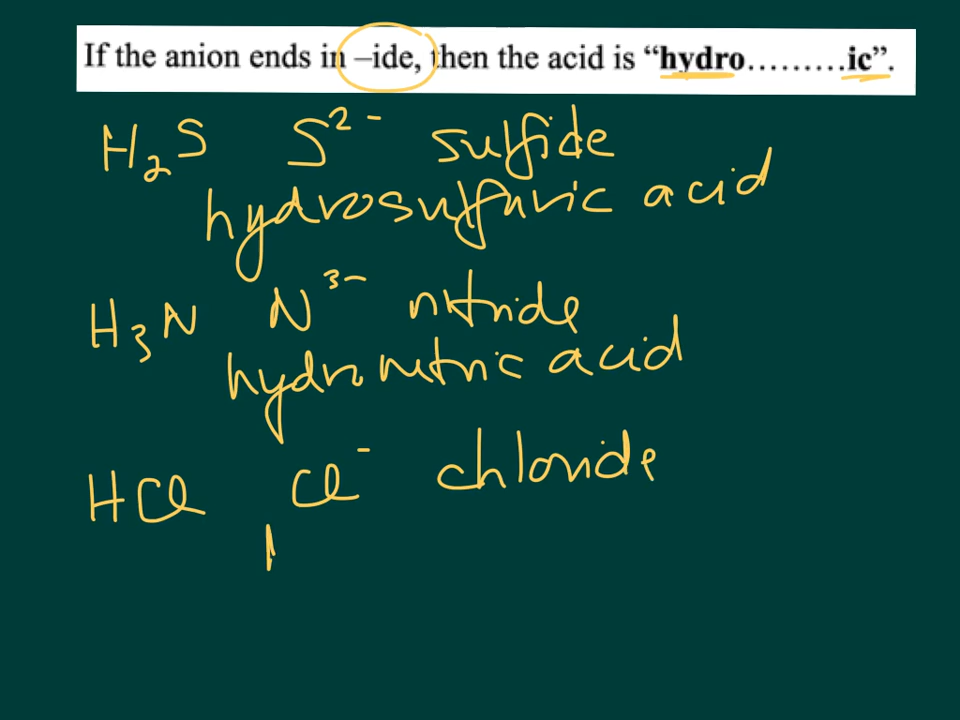 If the anion ends in –ide, then the acid is “hydro………ic”.
H₂S S²⁻ sulfide
hydrosulfuric acid
H₃N N³⁻ nitride
hydronitric acid
HCl Cl⁻ chloride